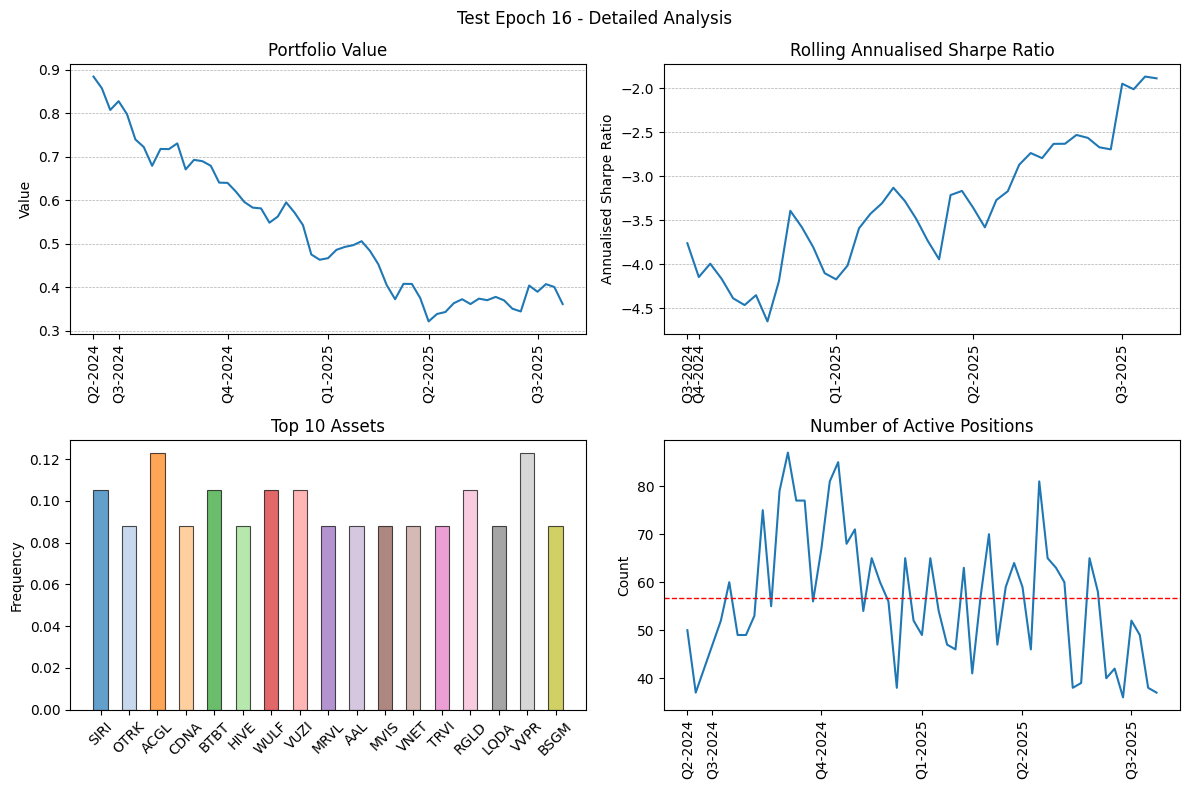 Test Epoch 16 - Detailed Analysis
Portfolio Value
Value
0.9
0.8
0.7
0.6
0.5
0.4
0.3
Q2-2024
Q3-2024
Q4-2024
Q1-2025
Q2-2025
Q3-2025
Rolling Annualised Sharpe Ratio
Annualised Sharpe Ratio
−2.0
−2.5
−3.0
−3.5
−4.0
−4.5
Q3-2024
Q4-2024
Q1-2025
Q2-2025
Q3-2025
Top 10 Assets
Frequency
0.12
0.10
0.08
0.06
0.04
0.02
0.00
SIRI
OTRK
ACGL
CDNA
BTBT
HIVE
WULF
VUZI
MRVL
AAL
MVIS
VNET
TRVI
RGLD
LQDA
VVPR
BSGM
Number of Active Positions
Count
80
70
60
50
40
Q2-2024
Q3-2024
Q4-2024
Q1-2025
Q2-2025
Q3-2025